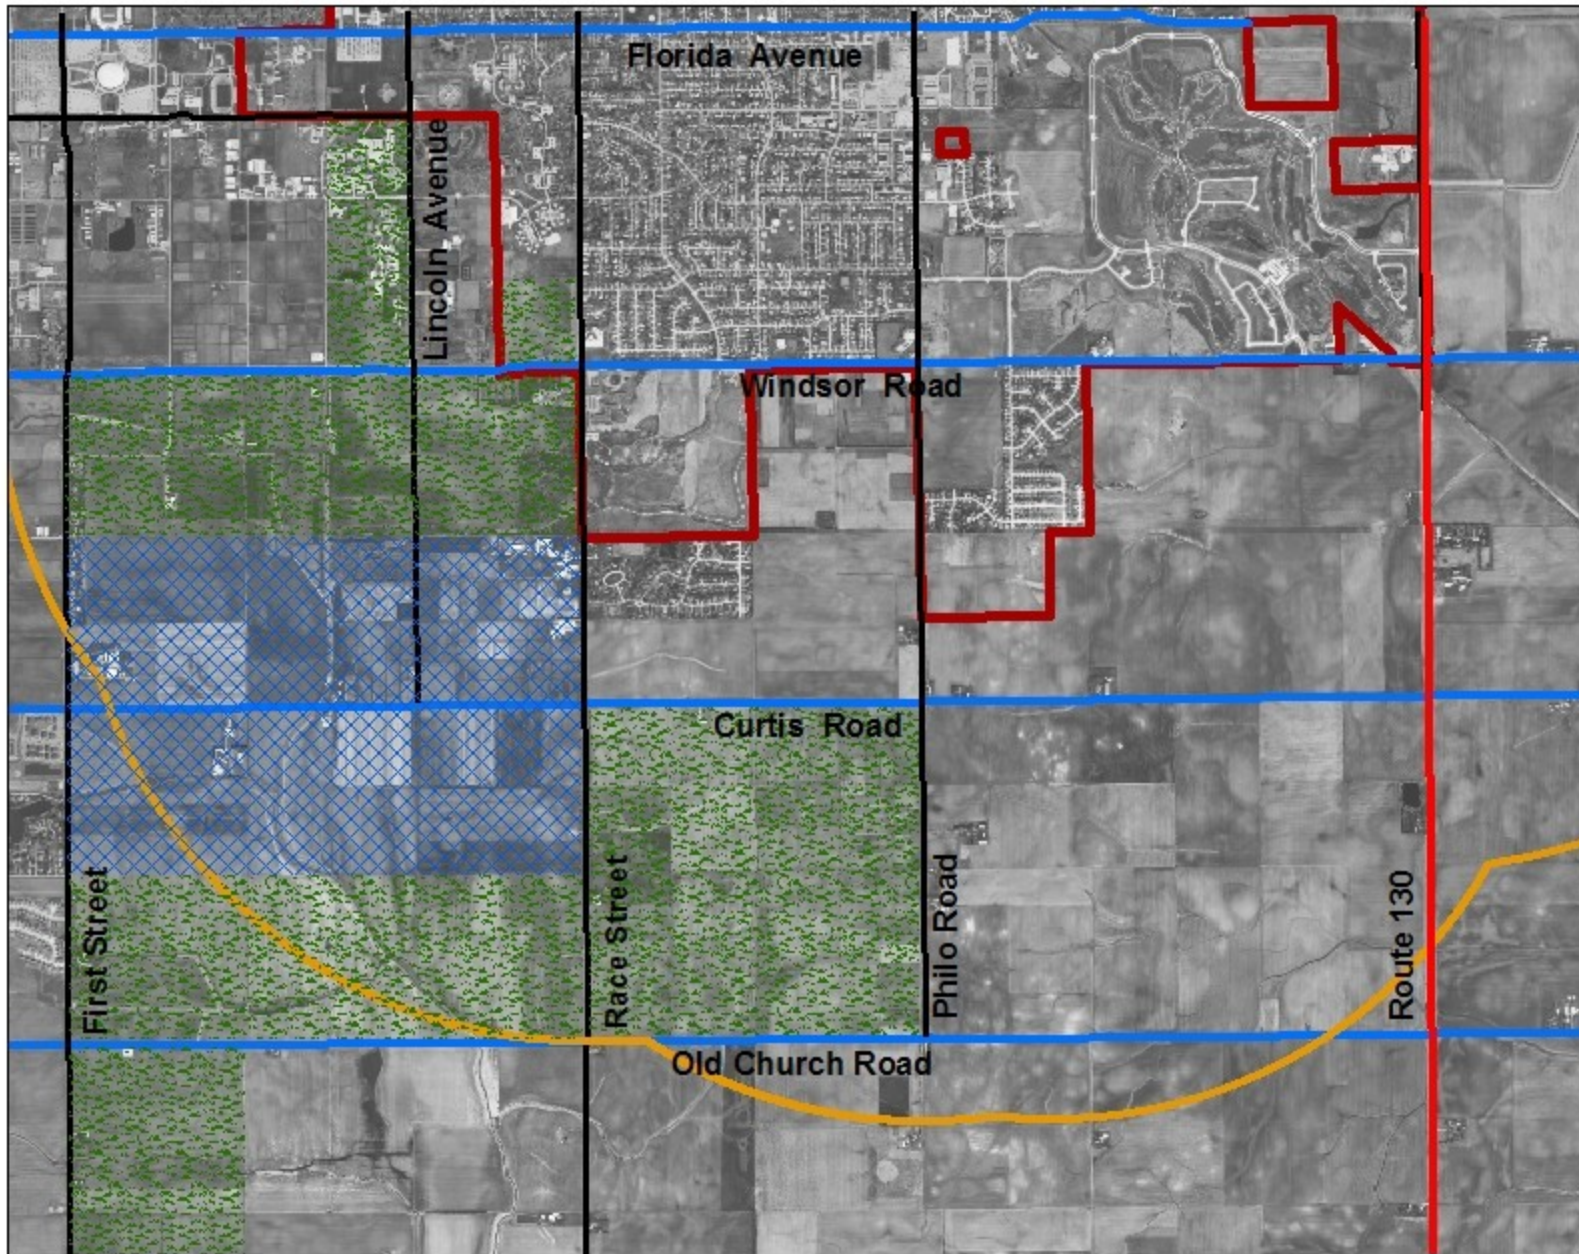 Florida Avenue
Lincoln Avenue
Windsor Road
Curtis Road
First Street
Race Street
Philo Road
Route 130
Old Church Road